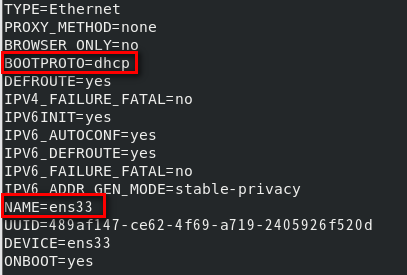 TYPE=Ethernet
PROXY_METHOD=none
BROWSER_ONLY=no
BOOTPROTO=dhcp
DEFROUTE=yes
IPV4_FAILURE_FATAL=no
IPV6INIT=yes
IPV6_AUTOCONF=yes
IPV6_DEFROUTE=yes
IPV6_FAILURE_FATAL=no
IPV6_ADDR_GEN_MODE=stable-privacy
NAME=ens33
UUID=489af147-ce62-4f69-a719-2405926f520d
DEVICE=ens33
ONBOOT=yes